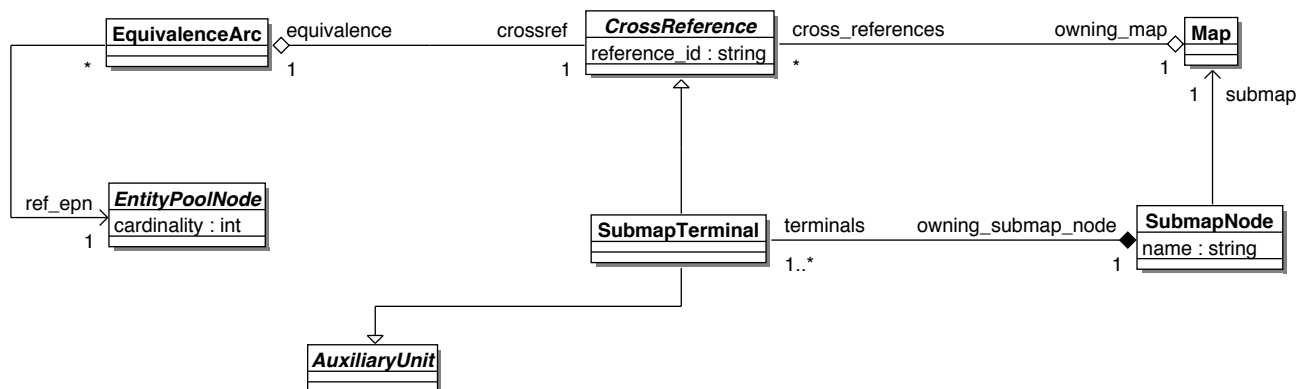 EquivalenceArc equivalence crossref CrossReference cross_references owning_map Map
reference_id : string
* 1 1 * 1
1 submap
ref_epn EntityPoolNode
cardinality : int
1
SubmapTerminal terminals owning_submap_node SubmapNode
name : string
1..* 1
AuxiliaryUnit